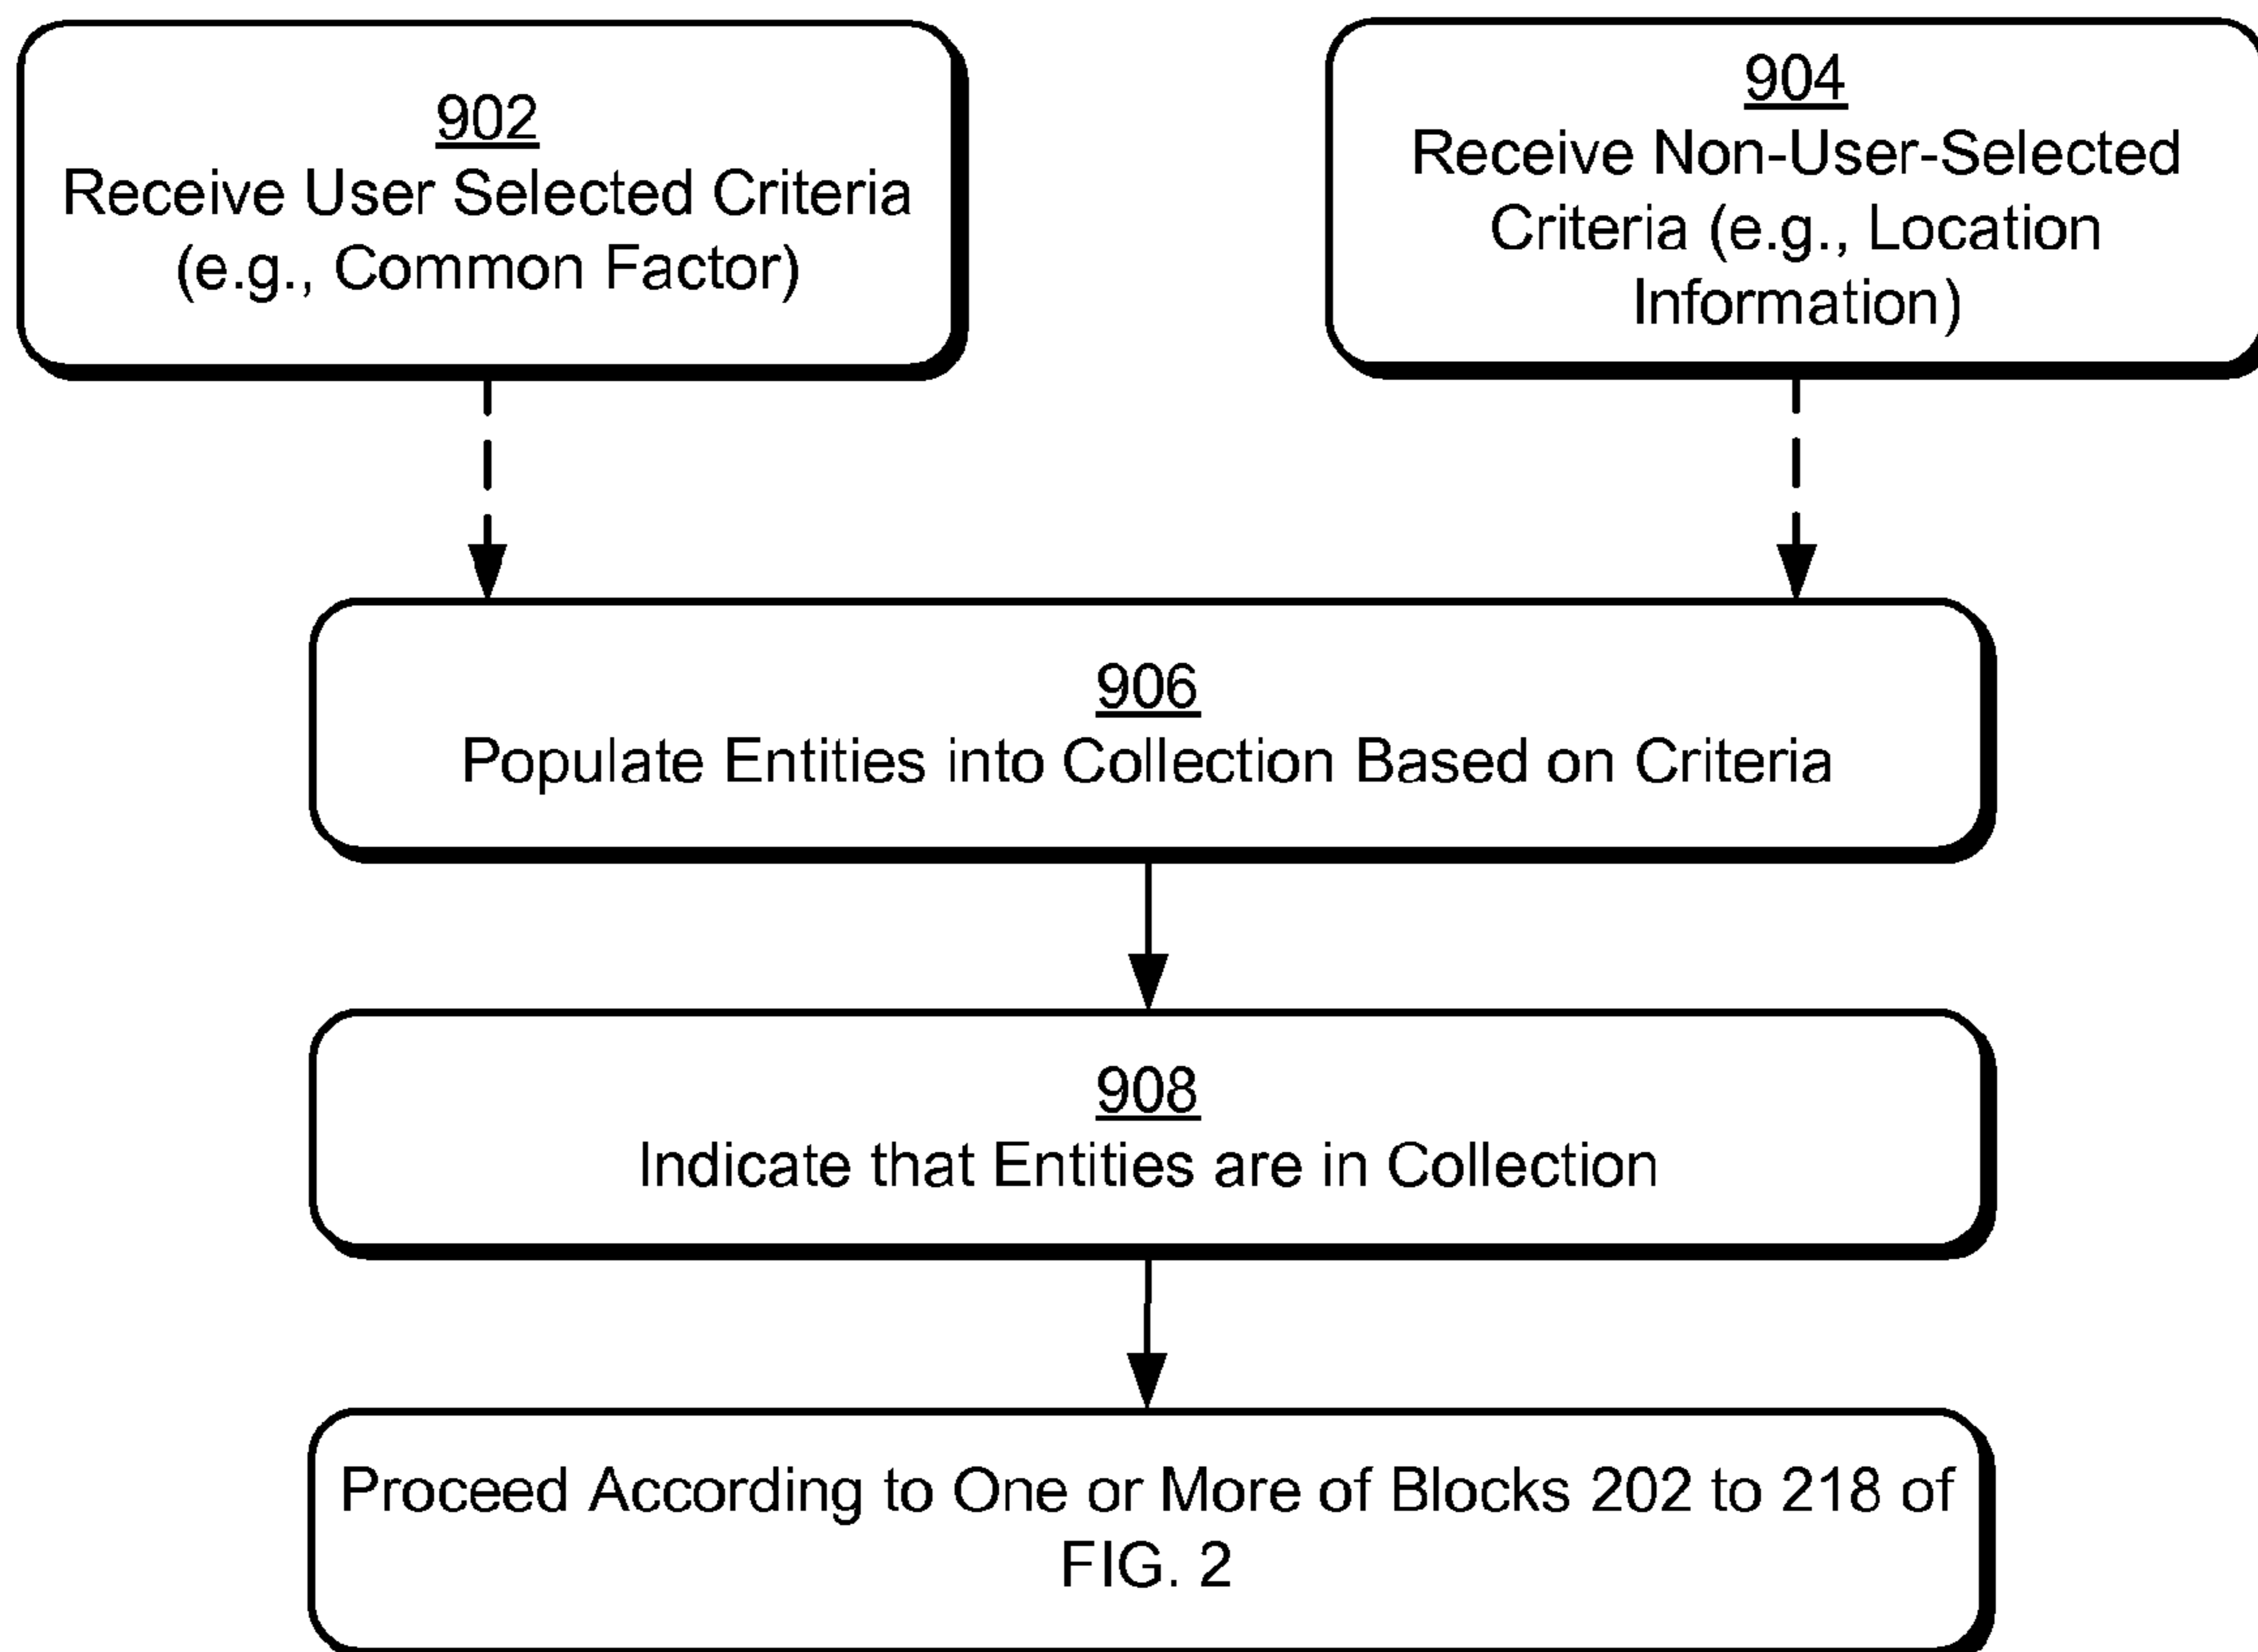 902
Receive User Selected Criteria
(e.g., Common Factor)
904
Receive Non-User-Selected
Criteria (e.g., Location
Information)
906
Populate Entities into Collection Based on Criteria
908
Indicate that Entities are in Collection
Proceed According to One or More of Blocks 202 to 218 of
FIG. 2